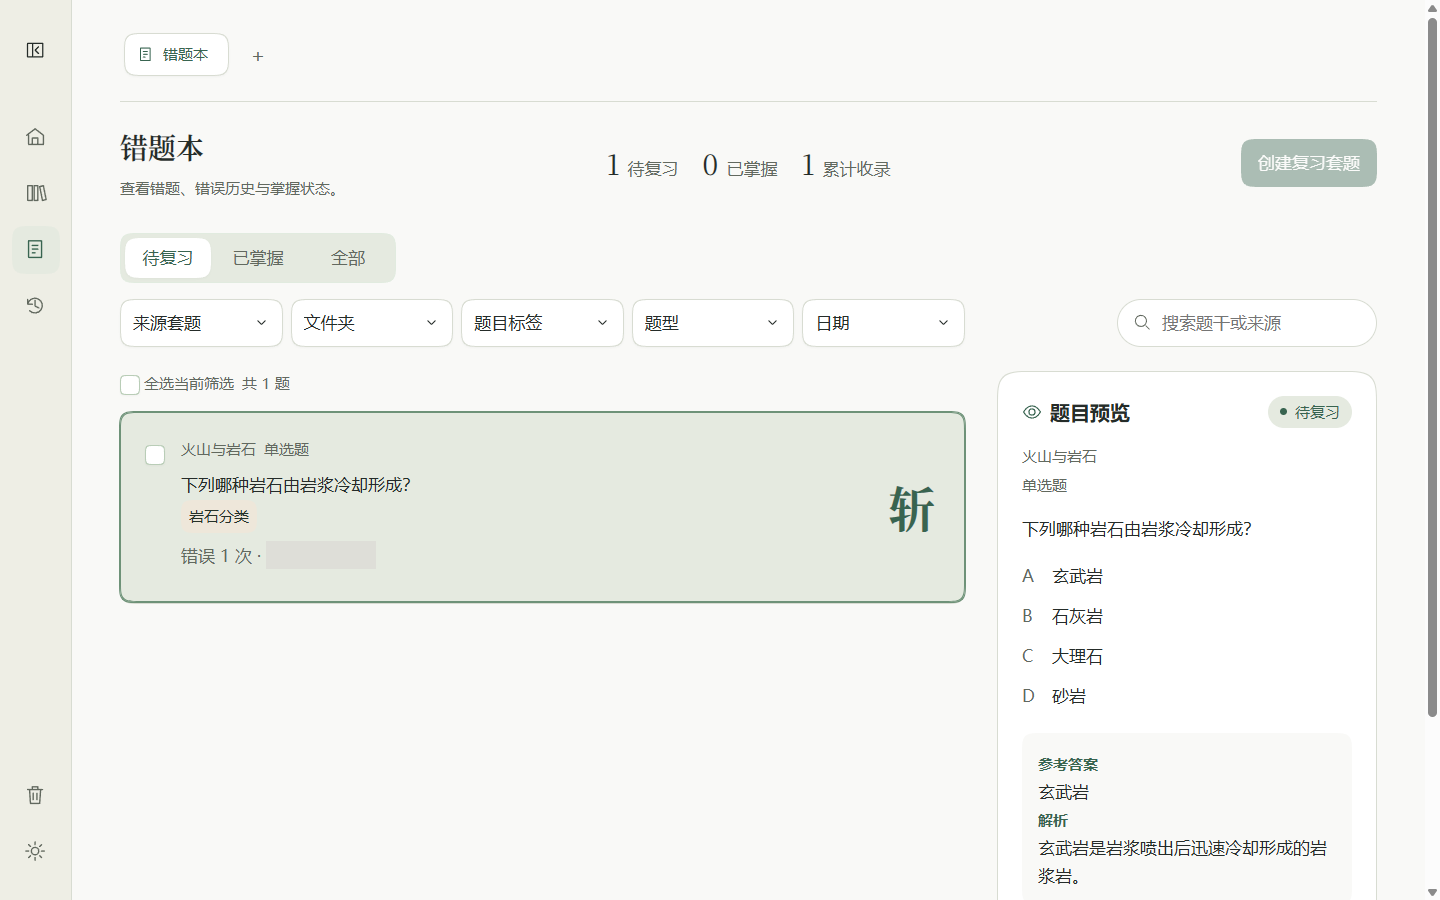 错题本
+
错题本
查看错题、错误历史与掌握状态。
1 待复习 0 已掌握 1 累计收录
创建复习套题
待复习 已掌握 全部
来源套题 文件夹 题目标签 题型 日期
搜索题干或来源
全选当前筛选 共 1 题
火山与岩石 单选题
下列哪种岩石由岩浆冷却形成?
岩石分类
错误 1 次 ·
斩
题目预览
待复习
火山与岩石
单选题
下列哪种岩石由岩浆冷却形成?
A 玄武岩
B 石灰岩
C 大理石
D 砂岩
参考答案
玄武岩
解析
玄武岩是岩浆喷出后迅速冷却形成的岩
浆岩。